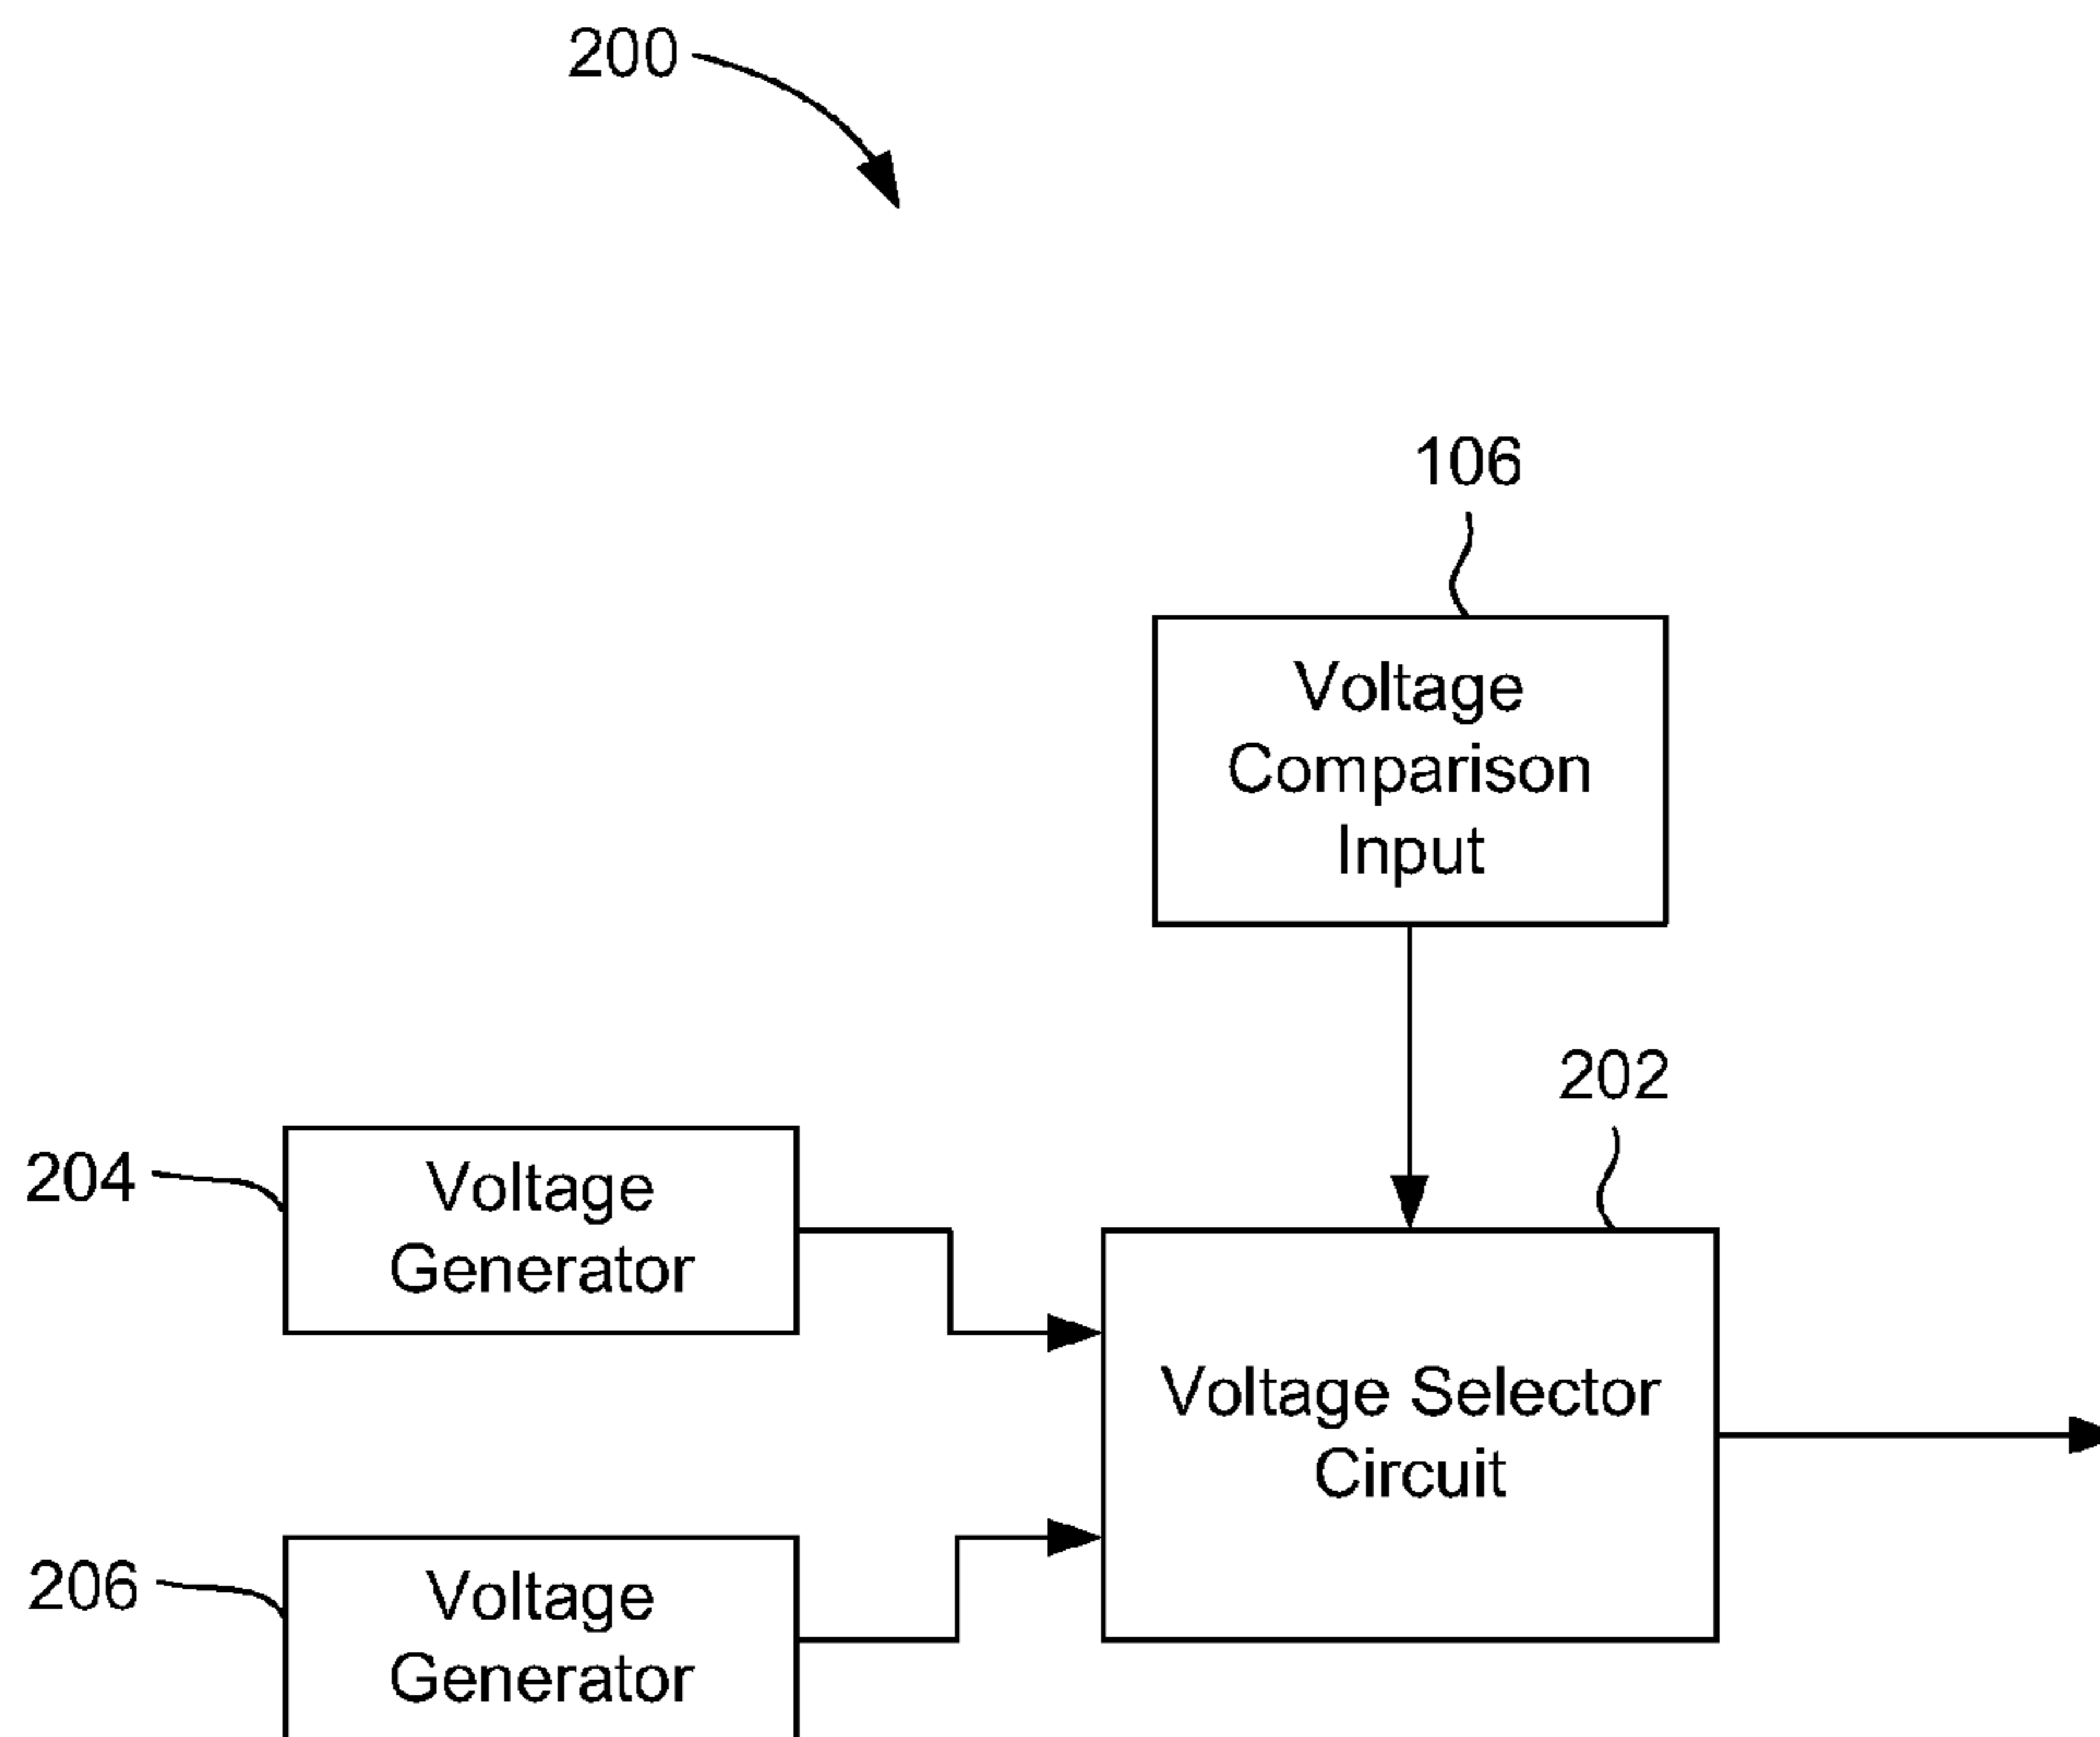 200
106
Voltage
Comparison
Input
202
204
Voltage
Generator
Voltage Selector
Circuit
206
Voltage
Generator